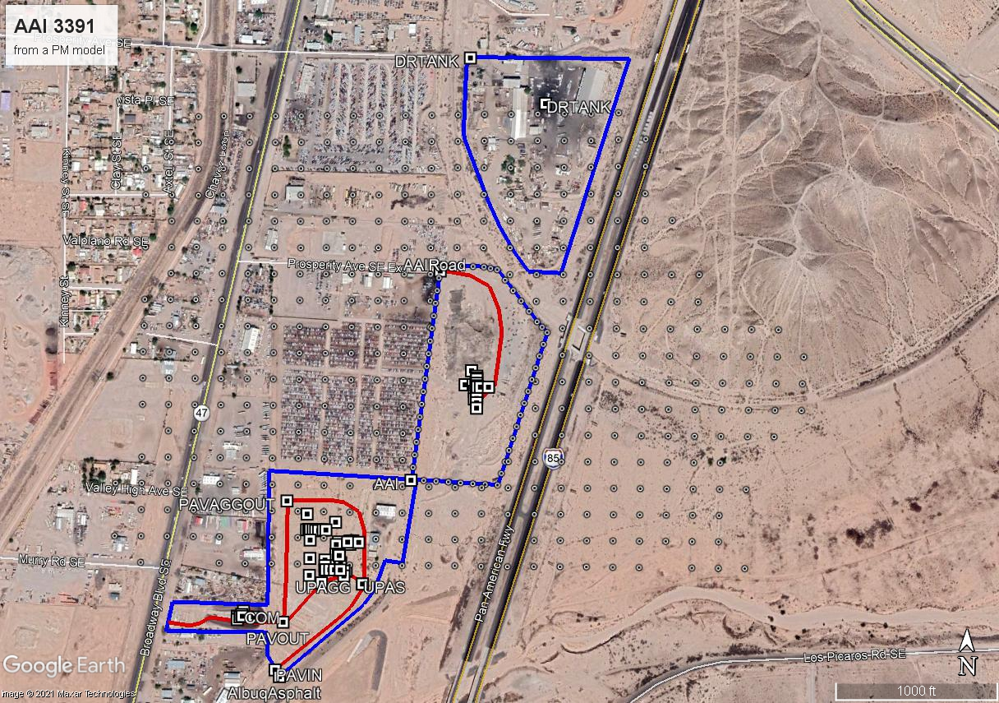 AAI 3391
from a PM model
Prosperity Ave SE
DRTANK
DRTANK
Vista Pl SE
Clay St SE
Axtell St SE
Kinney St SE
Chavez Loop
Valplano Rd SE
Prosperity Ave SE Ex
AAIRoad
Kinney St
47
85
AAI
Valley High Ave SE
PAVAGGOUT
Murry Rd SE
UPAGG
UPAS
Pan American Fwy
Broadway Blvd SE
COM
PAVOUT
Los Picaros Rd SE
PAVIN
AlbuqAsphalt
Google Earth
Image © 2021 Maxar Technologies
N
1000 ft